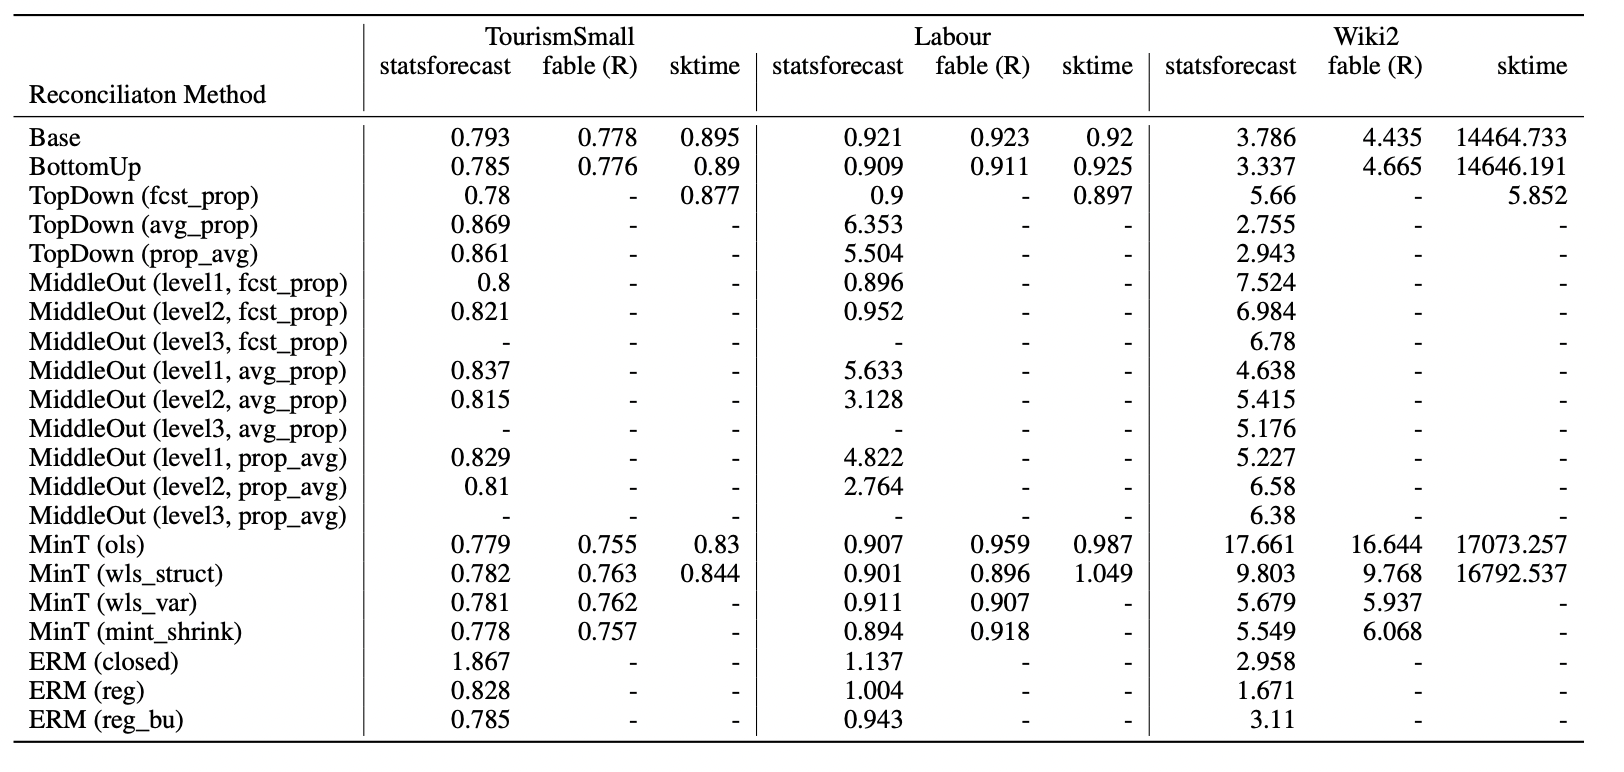 TourismSmall Labour Wiki2
statsforecast fable (R) sktime statsforecast fable (R) sktime statsforecast fable (R) sktime
Reconciliaton Method
Base 0.793 0.778 0.895 0.921 0.923 0.92 3.786 4.435 14464.733
BottomUp 0.785 0.776 0.89 0.909 0.911 0.925 3.337 4.665 14646.191
TopDown (fcst_prop) 0.78 - 0.877 0.9 - 0.897 5.66 - 5.852
TopDown (avg_prop) 0.869 - - 6.353 - - 2.755 - -
TopDown (prop_avg) 0.861 - - 5.504 - - 2.943 - -
MiddleOut (level1, fcst_prop) 0.8 - - 0.896 - - 7.524 - -
MiddleOut (level2, fcst_prop) 0.821 - - 0.952 - - 6.984 - -
MiddleOut (level3, fcst_prop) - - - - - - 6.78 - -
MiddleOut (level1, avg_prop) 0.837 - - 5.633 - - 4.638 - -
MiddleOut (level2, avg_prop) 0.815 - - 3.128 - - 5.415 - -
MiddleOut (level3, avg_prop) - - - - - - 5.176 - -
MiddleOut (level1, prop_avg) 0.829 - - 4.822 - - 5.227 - -
MiddleOut (level2, prop_avg) 0.81 - - 2.764 - - 6.58 - -
MiddleOut (level3, prop_avg) - - - - - - 6.38 - -
MinT (ols) 0.779 0.755 0.83 0.907 0.959 0.987 17.661 16.644 17073.257
MinT (wls_struct) 0.782 0.763 0.844 0.901 0.896 1.049 9.803 9.768 16792.537
MinT (wls_var) 0.781 0.762 - 0.911 0.907 - 5.679 5.937 -
MinT (mint_shrink) 0.778 0.757 - 0.894 0.918 - 5.549 6.068 -
ERM (closed) 1.867 - - 1.137 - - 2.958 - -
ERM (reg) 0.828 - - 1.004 - - 1.671 - -
ERM (reg_bu) 0.785 - - 0.943 - - 3.11 - -